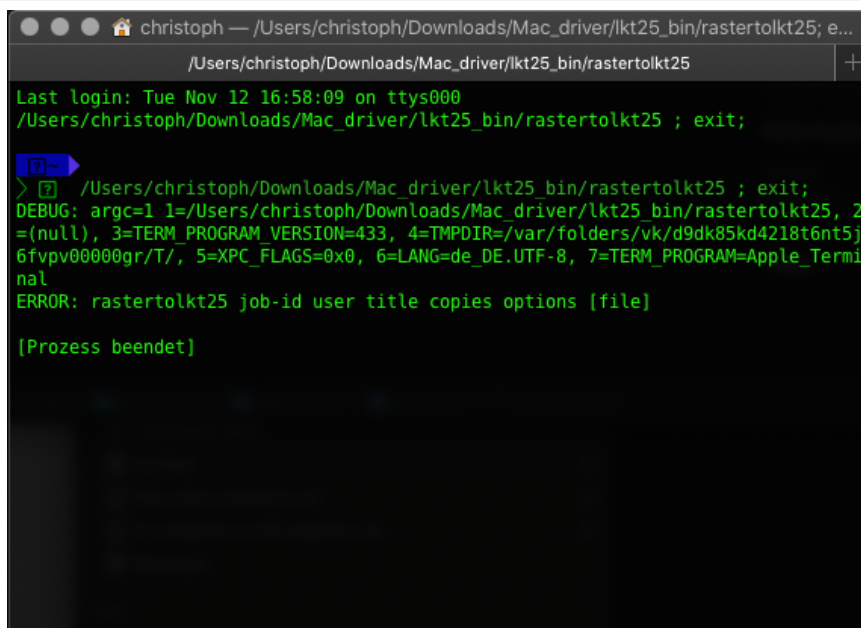 christoph — /Users/christoph/Downloads/Mac_driver/lkt25_bin/rastertolkt25; e...
/Users/christoph/Downloads/Mac_driver/lkt25_bin/rastertolkt25
Last login: Tue Nov 12 16:58:09 on ttys000
/Users/christoph/Downloads/Mac_driver/lkt25_bin/rastertolkt25 ; exit;
~
/Users/christoph/Downloads/Mac_driver/lkt25_bin/rastertolkt25 ; exit;
DEBUG: argc=1 1=/Users/christoph/Downloads/Mac_driver/lkt25_bin/rastertolkt25, 2
=(null), 3=TERM_PROGRAM_VERSION=433, 4=TMPDIR=/var/folders/vk/d9dk85kd4218t6nt5j
6fvpv00000gr/T/, 5=XPC_FLAGS=0x0, 6=LANG=de_DE.UTF-8, 7=TERM_PROGRAM=Apple_Termi
nal
ERROR: rastertolkt25 job-id user title copies options [file]
[Prozess beendet]